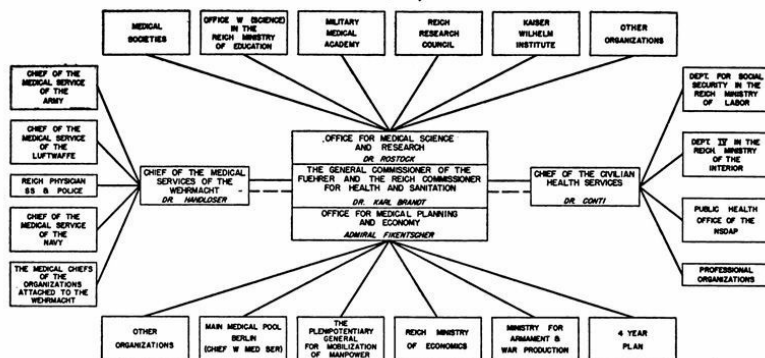 MEDICAL
SOCIETIES
OFFICE W (SCIENCE)
IN THE
REICH MINISTRY
OF EDUCATION
MILITARY
MEDICAL
ACADEMY
REICH
RESEARCH
COUNCIL
KAISER
WILHELM
INSTITUTE
OTHER
ORGANIZATIONS
CHIEF OF THE
MEDICAL SERVICE
OF THE
ARMY
CHIEF OF THE
MEDICAL SERVICE
OF THE
LUFTWAFFE
REICH PHYSICIAN
SS & POLICE
CHIEF OF THE
MEDICAL SERVICE
OF THE
NAVY
THE MEDICAL CHIEFS
OF THE
ORGANIZATIONS
ATTACHED TO THE
WEHRMACHT
CHIEF OF THE MEDICAL
SERVICES OF THE
WEHRMACHT
DR. HANDLOSER
OFFICE FOR MEDICAL SCIENCE
AND RESEARCH
DR. ROSTOCK
THE GENERAL COMMISSIONER OF THE
FUEHRER AND THE REICH COMMISSIONER
FOR HEALTH AND SANITATION
DR. KARL BRANDT
OFFICE FOR MEDICAL PLANNING
AND ECONOMY
ADMIRAL FIKENTSCHER
CHIEF OF THE CIVILIAN
HEALTH SERVICES
DR. CONTI
DEPT. FOR SOCIAL
SECURITY IN THE
REICH MINISTRY
OF LABOR
DEPT. IV IN THE
REICH MINISTRY
OF THE
INTERIOR
PUBLIC HEALTH
OFFICE OF THE
NSDAP
PROFESSIONAL
ORGANIZATIONS
OTHER
ORGANIZATIONS
MAIN MEDICAL POOL
BERLIN
(CHIEF W MED SER)
THE
PLENIPOTENTIARY
GENERAL
FOR MOBILIZATION
OF MANPOWER
REICH MINISTRY
OF ECONOMICS
MINISTRY FOR
ARMAMENT &
WAR PRODUCTION
4 YEAR
PLAN